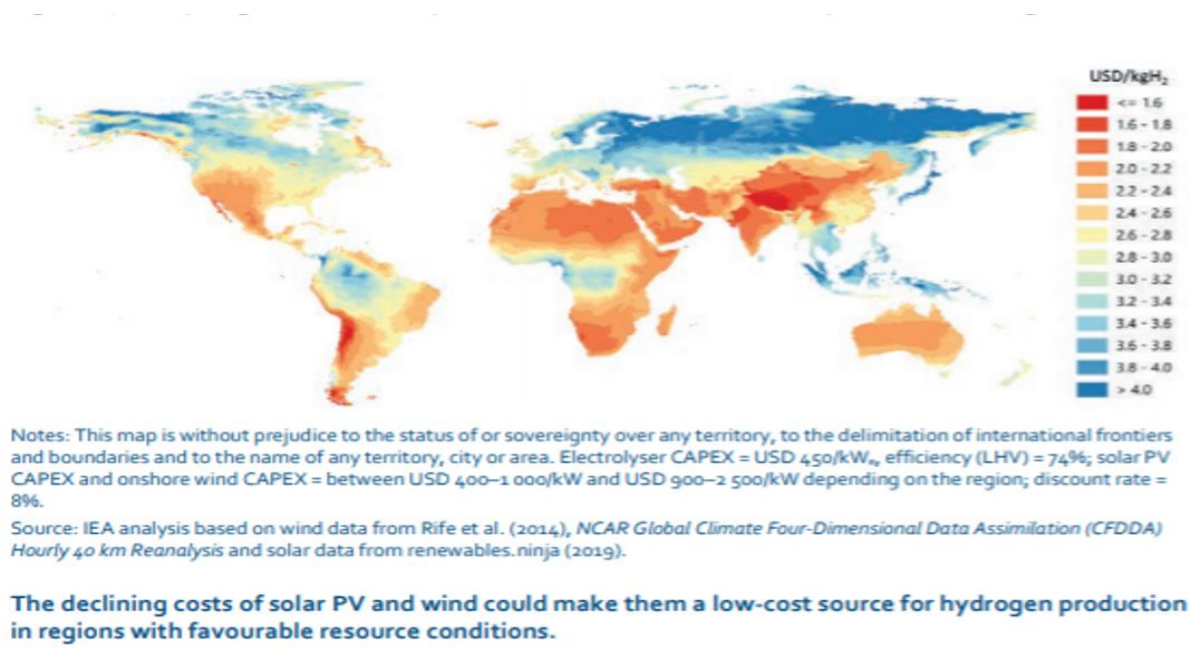 USD/kgH₂
<= 1.6
1.6 - 1.8
1.8 - 2.0
2.0 - 2.2
2.2 - 2.4
2.4 - 2.6
2.6 - 2.8
2.8 - 3.0
3.0 - 3.2
3.2 - 3.4
3.4 - 3.6
3.6 - 3.8
3.8 - 4.0
> 4.0
Notes: This map is without prejudice to the status of or sovereignty over any territory, to the delimitation of international frontiers
and boundaries and to the name of any territory, city or area. Electrolyser CAPEX = USD 450/kWₑ, efficiency (LHV) = 74%; solar PV
CAPEX and onshore wind CAPEX = between USD 400–1 000/kW and USD 900–2 500/kW depending on the region; discount rate =
8%.
Source: IEA analysis based on wind data from Rife et al. (2014), NCAR Global Climate Four-Dimensional Data Assimilation (CFDDA)
Hourly 40 km Reanalysis and solar data from renewables.ninja (2019).
The declining costs of solar PV and wind could make them a low-cost source for hydrogen production
in regions with favourable resource conditions.